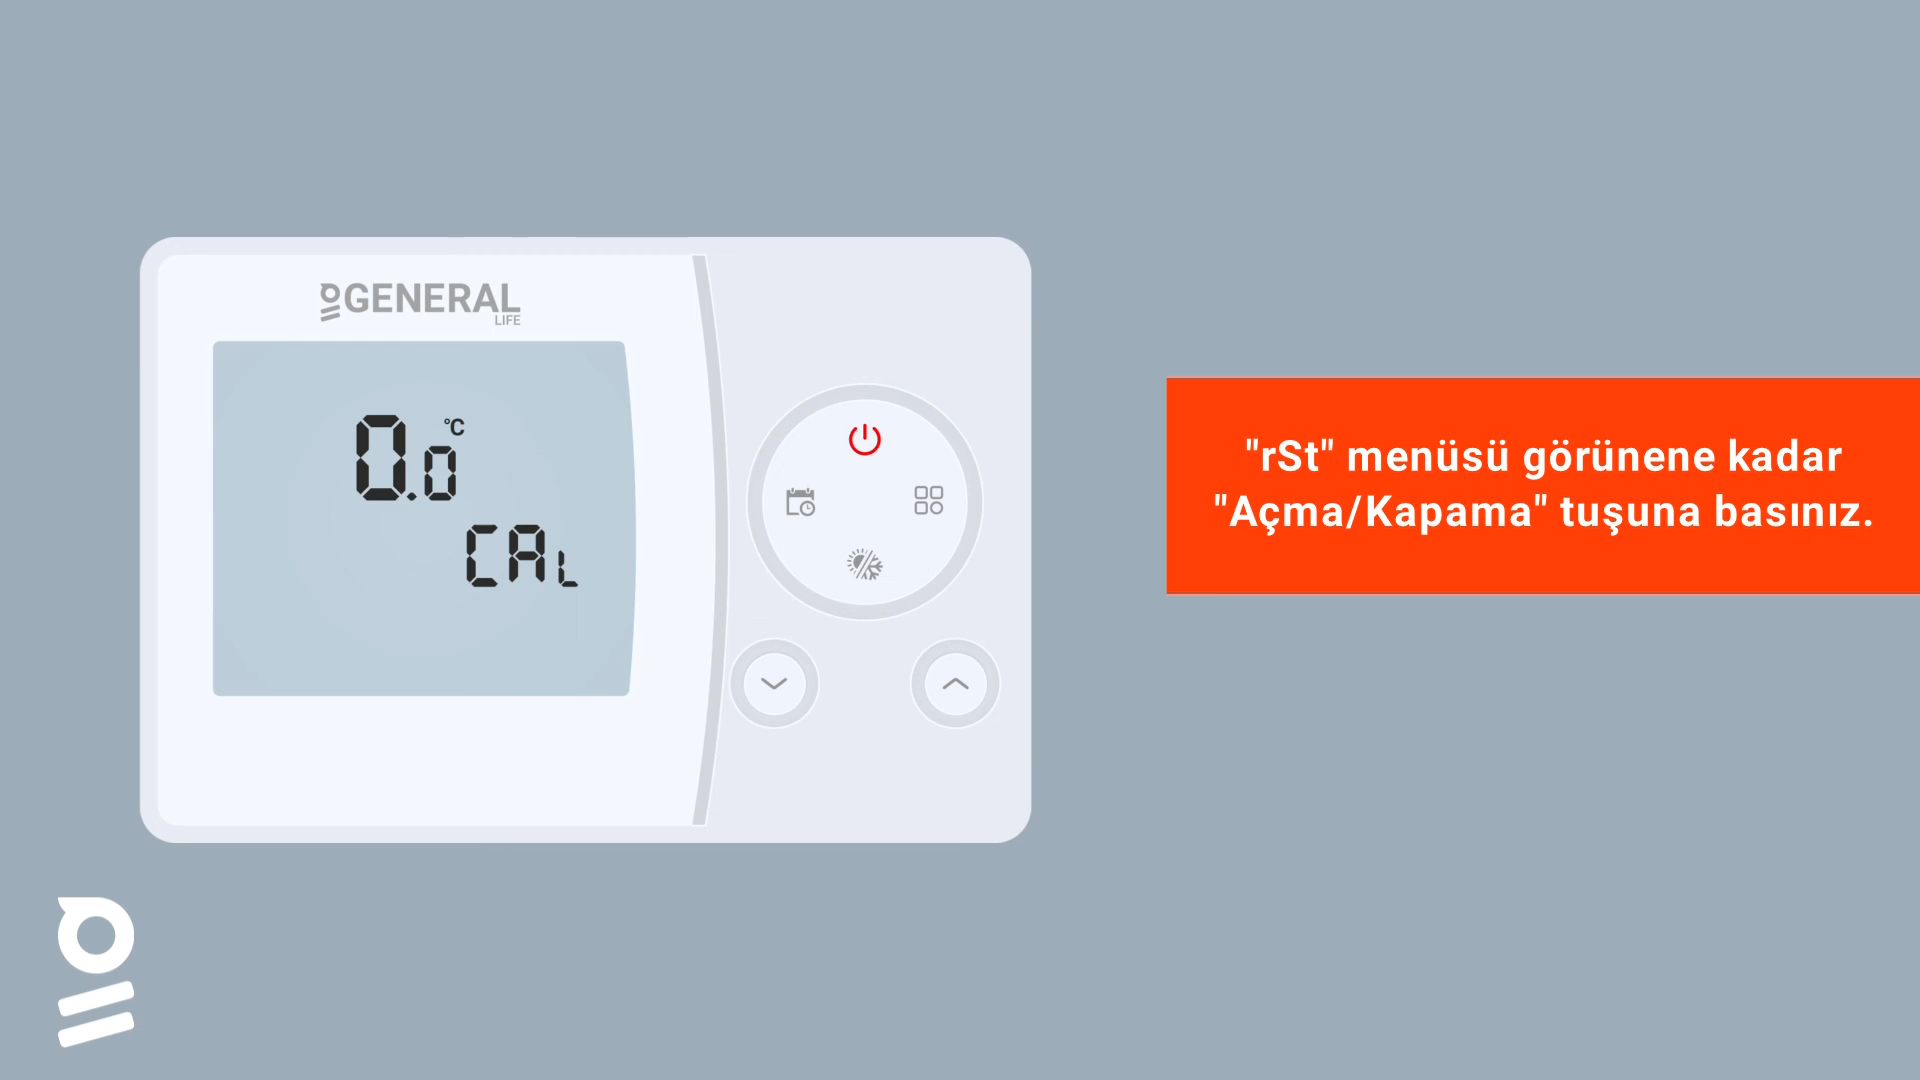 GENERAL
LIFE
0.0 °C
CAL
"rSt" menüsü görünene kadar
"Açma/Kapama" tuşuna basınız.